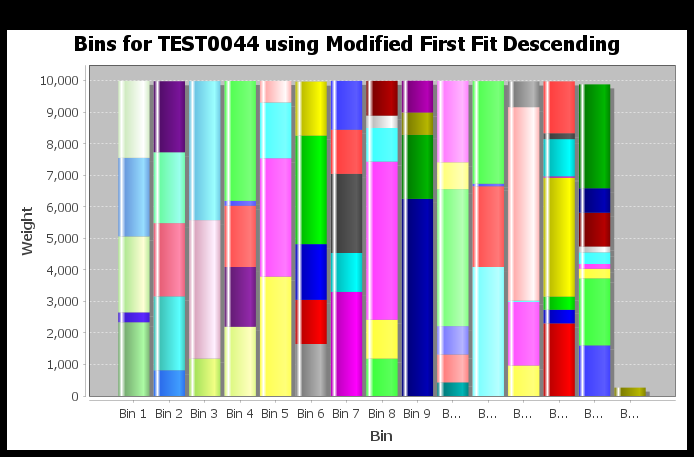 Bins for TEST0044 using Modified First Fit Descending
10,000
9,000
8,000
7,000
6,000
5,000
4,000
3,000
2,000
1,000
0
Weight
Bin 1 Bin 2 Bin 3 Bin 4 Bin 5 Bin 6 Bin 7 Bin 8 Bin 9 B... B... B... B... B... B...
Bin